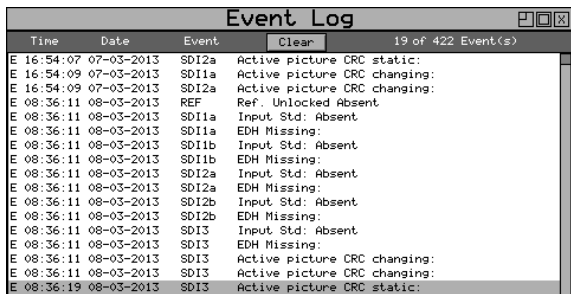 Event Log
Time Date Event Clear 19 of 422 Event(s)
E 16:54:07 07-03-2013 SDI2a Active picture CRC static:
E 16:54:09 07-03-2013 SDI1a Active picture CRC changing:
E 16:54:09 07-03-2013 SDI2a Active picture CRC changing:
E 08:36:11 08-03-2013 REF Ref. Unlocked Absent
E 08:36:11 08-03-2013 SDI1a Input Std: Absent
E 08:36:11 08-03-2013 SDI1a EDH Missing:
E 08:36:11 08-03-2013 SDI1b Input Std: Absent
E 08:36:11 08-03-2013 SDI1b EDH Missing:
E 08:36:11 08-03-2013 SDI2a Input Std: Absent
E 08:36:11 08-03-2013 SDI2a EDH Missing:
E 08:36:11 08-03-2013 SDI2b Input Std: Absent
E 08:36:11 08-03-2013 SDI2b EDH Missing:
E 08:36:11 08-03-2013 SDI3 Input Std: Absent
E 08:36:11 08-03-2013 SDI3 EDH Missing:
E 08:36:11 08-03-2013 SDI3 Active picture CRC changing:
E 08:36:11 08-03-2013 SDI3 Active picture CRC changing:
E 08:36:19 08-03-2013 SDI3 Active picture CRC static: